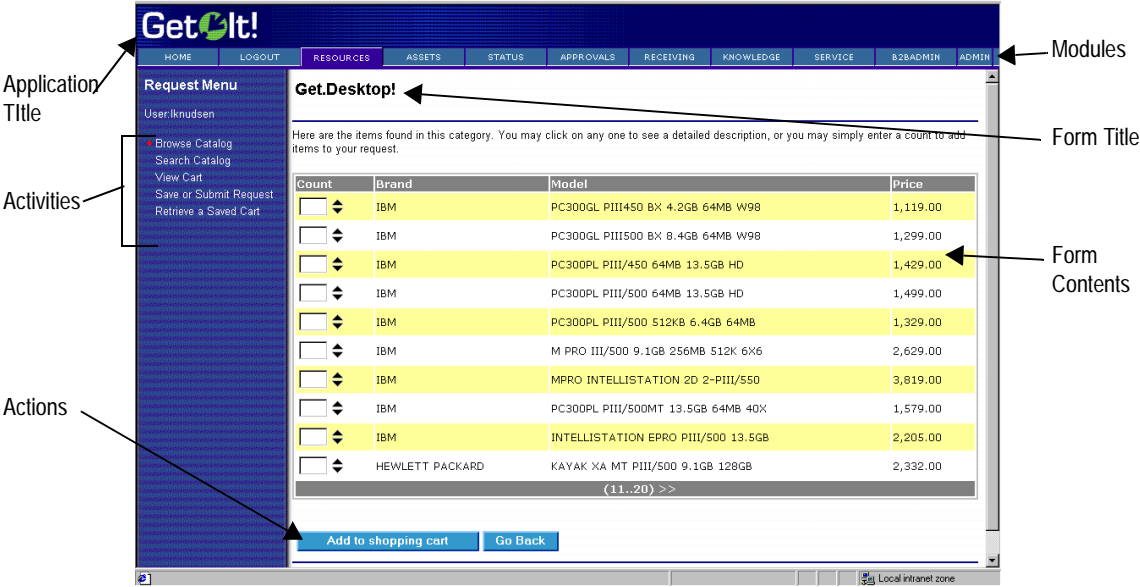 Get It!
HOME LOGOUT RESOURCES ASSETS STATUS APPROVALS RECEIVING KNOWLEDGE SERVICE B2BADMIN ADMIN
Modules
Application
TItle
Request Menu
User:lknudsen
Activities
Browse Catalog
Search Catalog
View Cart
Save or Submit Request
Retrieve a Saved Cart
Get.Desktop!
Form Title
Here are the items found in this category. You may click on any one to see a detailed description, or you may simply enter a count to add
items to your request.
Count Brand Model Price
IBM PC300GL PIII450 BX 4.2GB 64MB W98 1,119.00
IBM PC300GL PIII500 BX 8.4GB 64MB W98 1,299.00
IBM PC300PL PIII/450 64MB 13.5GB HD 1,429.00
IBM PC300PL PIII/500 64MB 13.5GB HD 1,499.00
IBM PC300PL PIII/500 512KB 6.4GB 64MB 1,329.00
IBM M PRO III/500 9.1GB 256MB 512K 6X6 2,629.00
IBM MPRO INTELLISTATION 2D 2-PIII/550 3,819.00
IBM PC300PL PIII/500MT 13.5GB 64MB 40X 1,579.00
IBM INTELLISTATION EPRO PIII/500 13.5GB 2,205.00
HEWLETT PACKARD KAYAK XA MT PIII/500 9.1GB 128GB 2,332.00
(11..20) >>
Form
Contents
Actions
Add to shopping cart Go Back
Local intranet zone